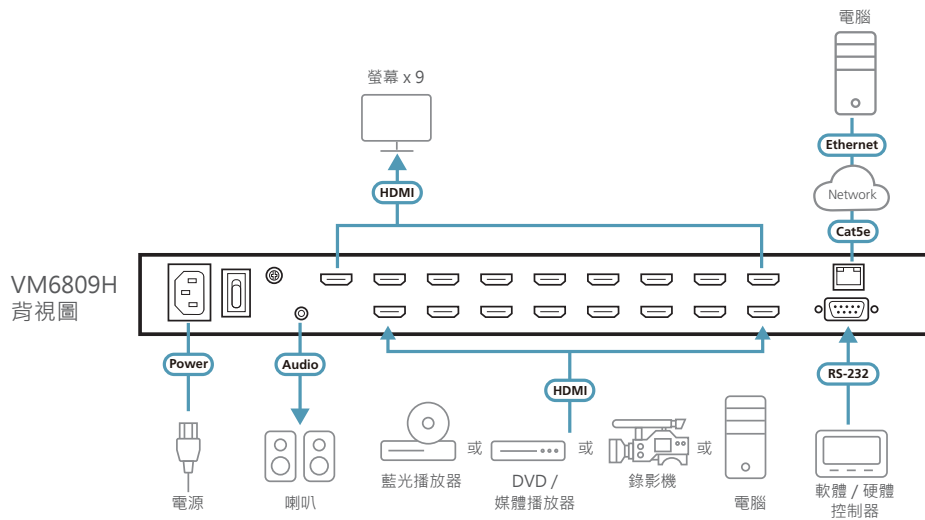 電腦
螢幕 x 9
Ethernet
HDMI
Network
Cat5e
VM6809H
背視圖
Power
Audio
HDMI
RS-232
或
或
或
藍光播放器
DVD /
媒體播放器
錄影機
電源
喇叭
電腦
軟體 / 硬體
控制器